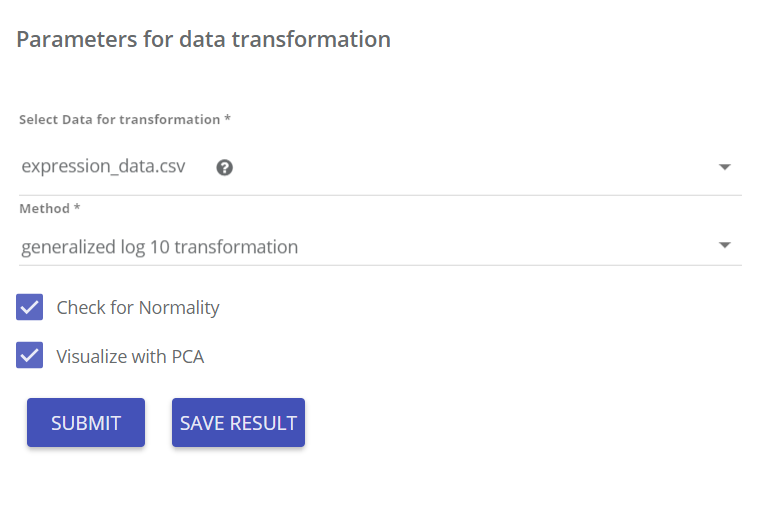 Parameters for data transformation
Select Data for transformation *
expression_data.csv ?
Method *
generalized log 10 transformation
Check for Normality
Visualize with PCA
SUBMIT SAVE RESULT